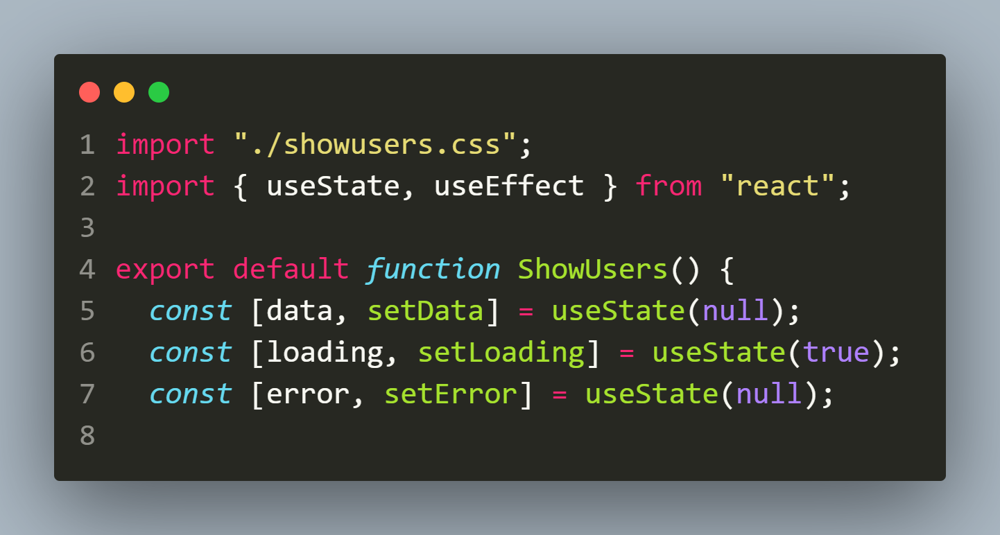 1 import "./showusers.css";
2 import { useState, useEffect } from "react";
3
4 export default function ShowUsers() {
5   const [data, setData] = useState(null);
6   const [loading, setLoading] = useState(true);
7   const [error, setError] = useState(null);
8